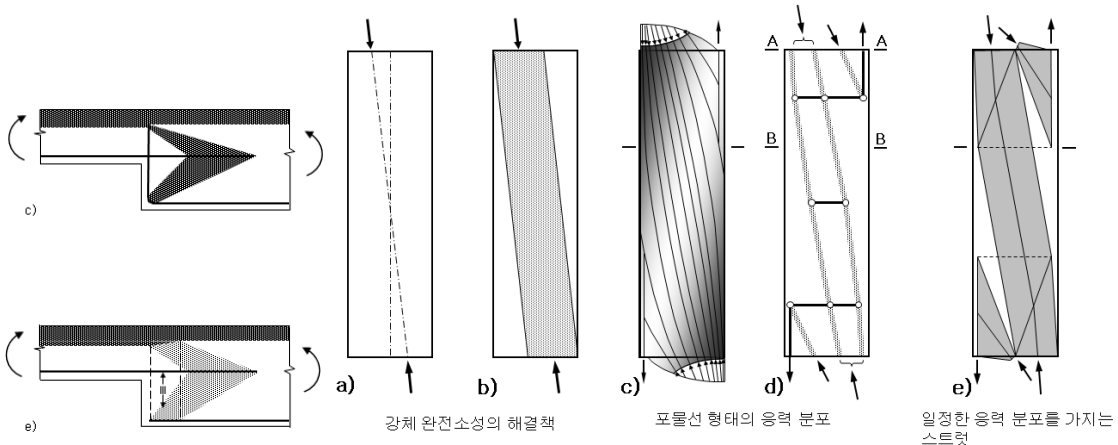 c)
e)
a)
b)
c)
d)
e)
A
A
B
B
강체 완전소성의 해결책
포물선 형태의 응력 분포
일정한 응력 분포를 가지는
스트럿